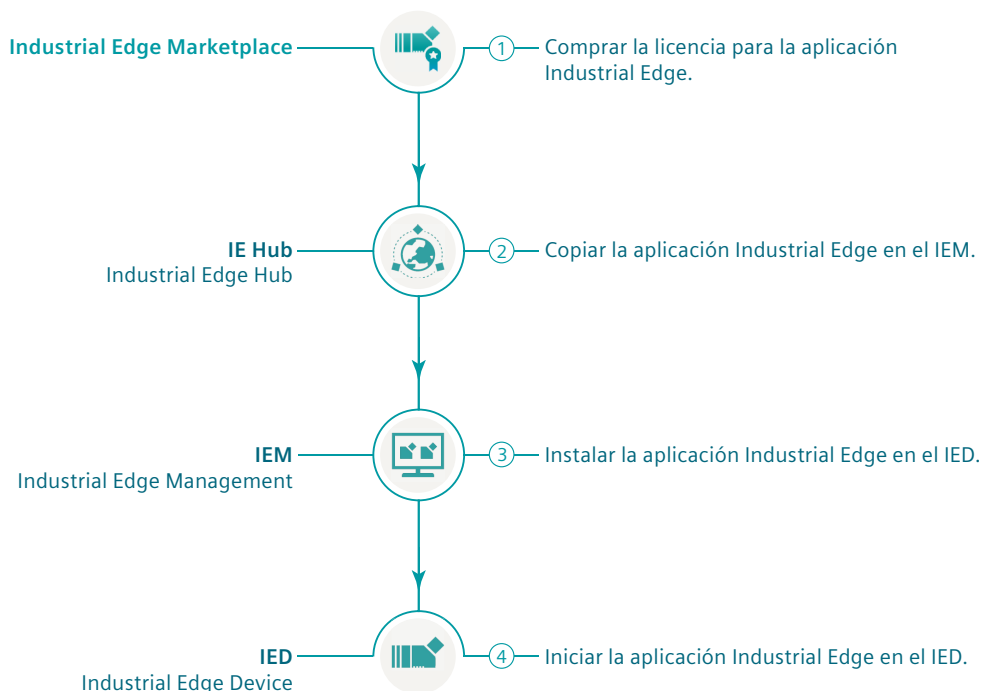 Industrial Edge Marketplace
1
Comprar la licencia para la aplicación
Industrial Edge.
IE Hub
Industrial Edge Hub
2
Copiar la aplicación Industrial Edge en el IEM.
IEM
Industrial Edge Management
3
Instalar la aplicación Industrial Edge en el IED.
IED
Industrial Edge Device
4
Iniciar la aplicación Industrial Edge en el IED.